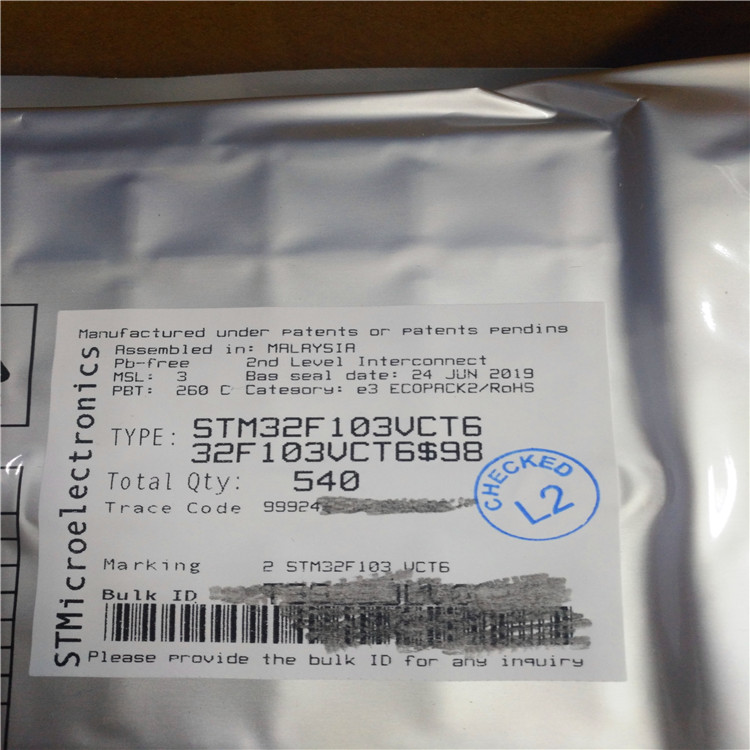 Manufactured under patents or patents pending
Assembled in: MALAYSIA
Pb-free 2nd Level Interconnect
MSL: 3 Bag seal date: 24 JUN 2019
PBT: 260 C Category: e3 ECOPACK2/RoHS
STMicroelectronics
TYPE: STM32F103VCT6
32F103VCT6$98
Total Qty: 540
Trace Code 99924
CHECKED
L2
Marking 2 STM32F103 VCT6
Bulk ID
Please provide the bulk ID for any inquiry